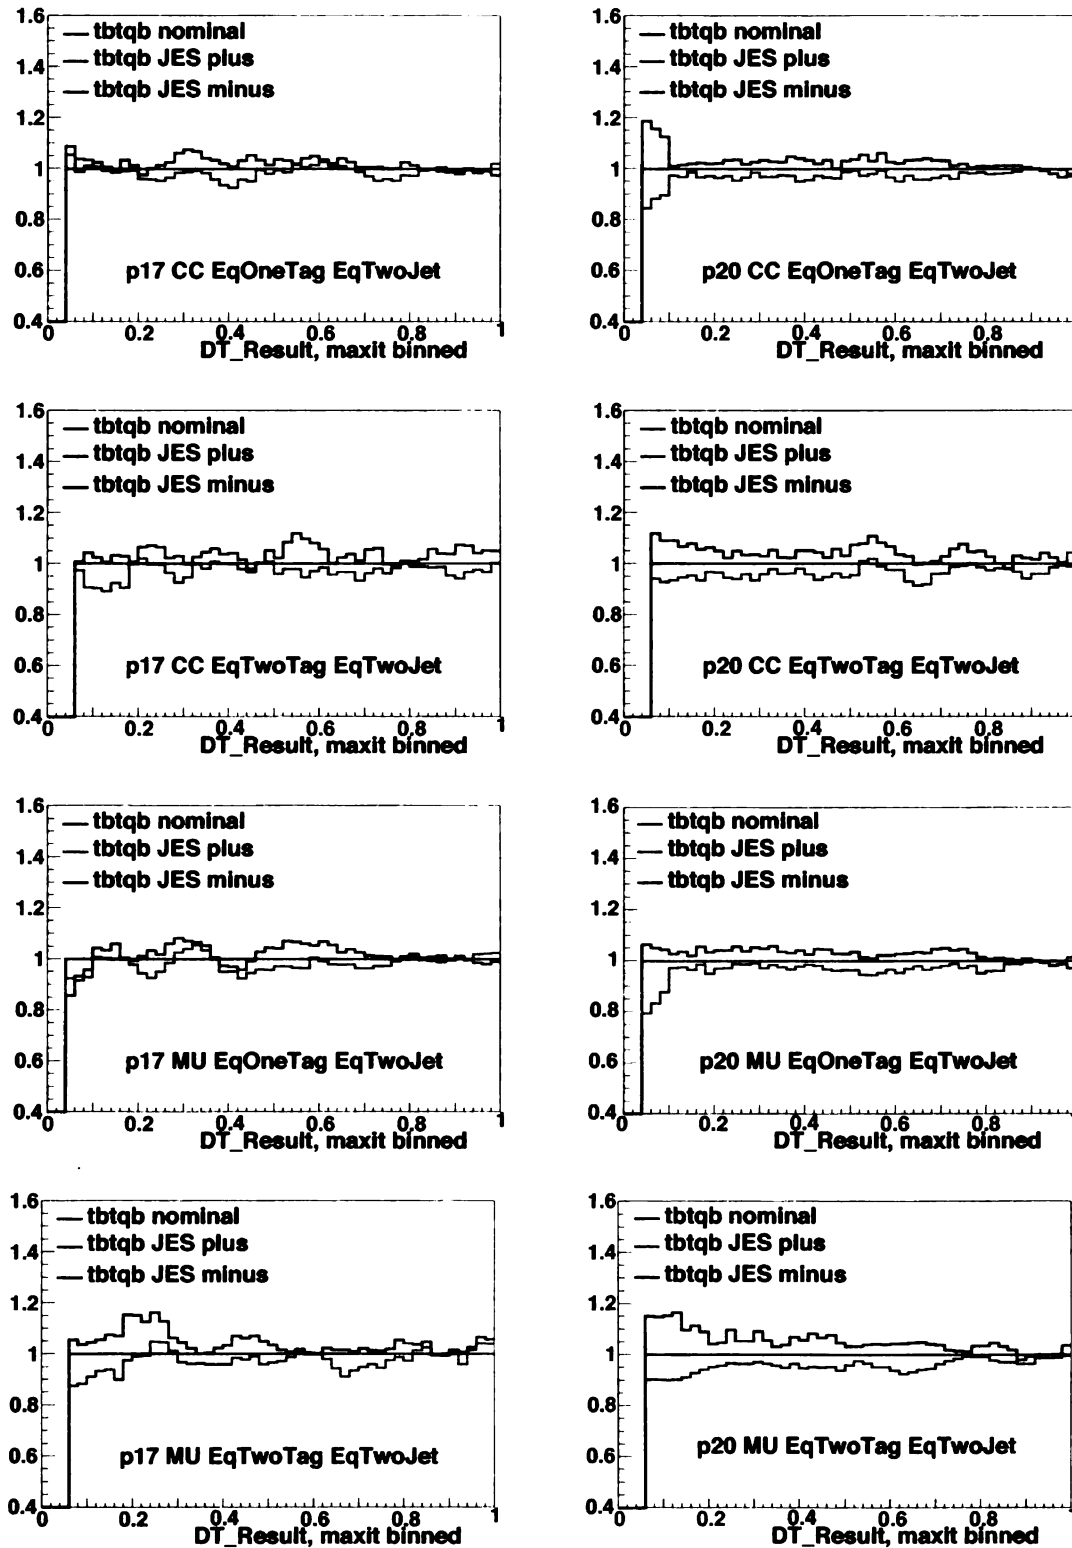 1.6
tbtqb nominal
tbtqb JES plus
1.4
tbtqb JES minus
1.2
1
0.8
0.6
p17 CC EqOneTag EqTwoJet
0.4
0 0.2 0.4 0.6 0.8 1
DT_Result, maxit binned
1.6
tbtqb nominal
tbtqb JES plus
1.4
tbtqb JES minus
1.2
1
0.8
0.6
p20 CC EqOneTag EqTwoJet
0.4
0 0.2 0.4 0.6 0.8
DT_Result, maxit binned
1.6
tbtqb nominal
tbtqb JES plus
1.4
tbtqb JES minus
1.2
1
0.8
0.6
p17 CC EqTwoTag EqTwoJet
0.4
0 0.2 0.4 0.6 0.8 1
DT_Result, maxit binned
1.6
tbtqb nominal
tbtqb JES plus
1.4
tbtqb JES minus
1.2
1
0.8
0.6
p20 CC EqTwoTag EqTwoJet
0.4
0 0.2 0.4 0.6 0.8
DT_Result, maxit binned
1.6
tbtqb nominal
tbtqb JES plus
1.4
tbtqb JES minus
1.2
1
0.8
0.6
p17 MU EqOneTag EqTwoJet
0.4
0 0.2 0.4 0.6 0.8 1
DT_Result, maxit binned
1.6
tbtqb nominal
tbtqb JES plus
1.4
tbtqb JES minus
1.2
1
0.8
0.6
p20 MU EqOneTag EqTwoJet
0.4
0 0.2 0.4 0.6 0.8
DT_Result, maxit binned
1.6
tbtqb nominal
tbtqb JES plus
1.4
tbtqb JES minus
1.2
1
0.8
0.6
p17 MU EqTwoTag EqTwoJet
0.4
0 0.2 0.4 0.6 0.8 1
DT_Result, maxit binned
1.6
tbtqb nominal
tbtqb JES plus
1.4
tbtqb JES minus
1.2
1
0.8
0.6
p20 MU EqTwoTag EqTwoJet
0.4
0 0.2 0.4 0.6 0.8
DT_Result, maxit binned